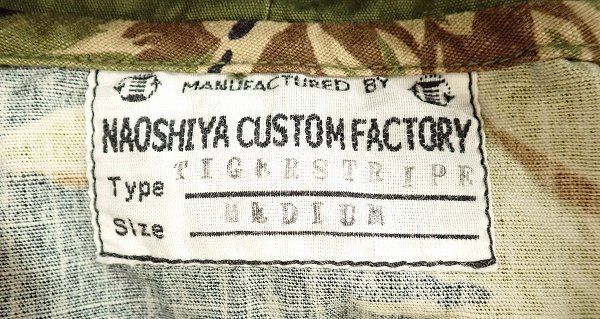 MANUFACTURED BY
NAOSHIYA CUSTOM FACTORY
Type TIGERSTRIPE
Size MEDIUM